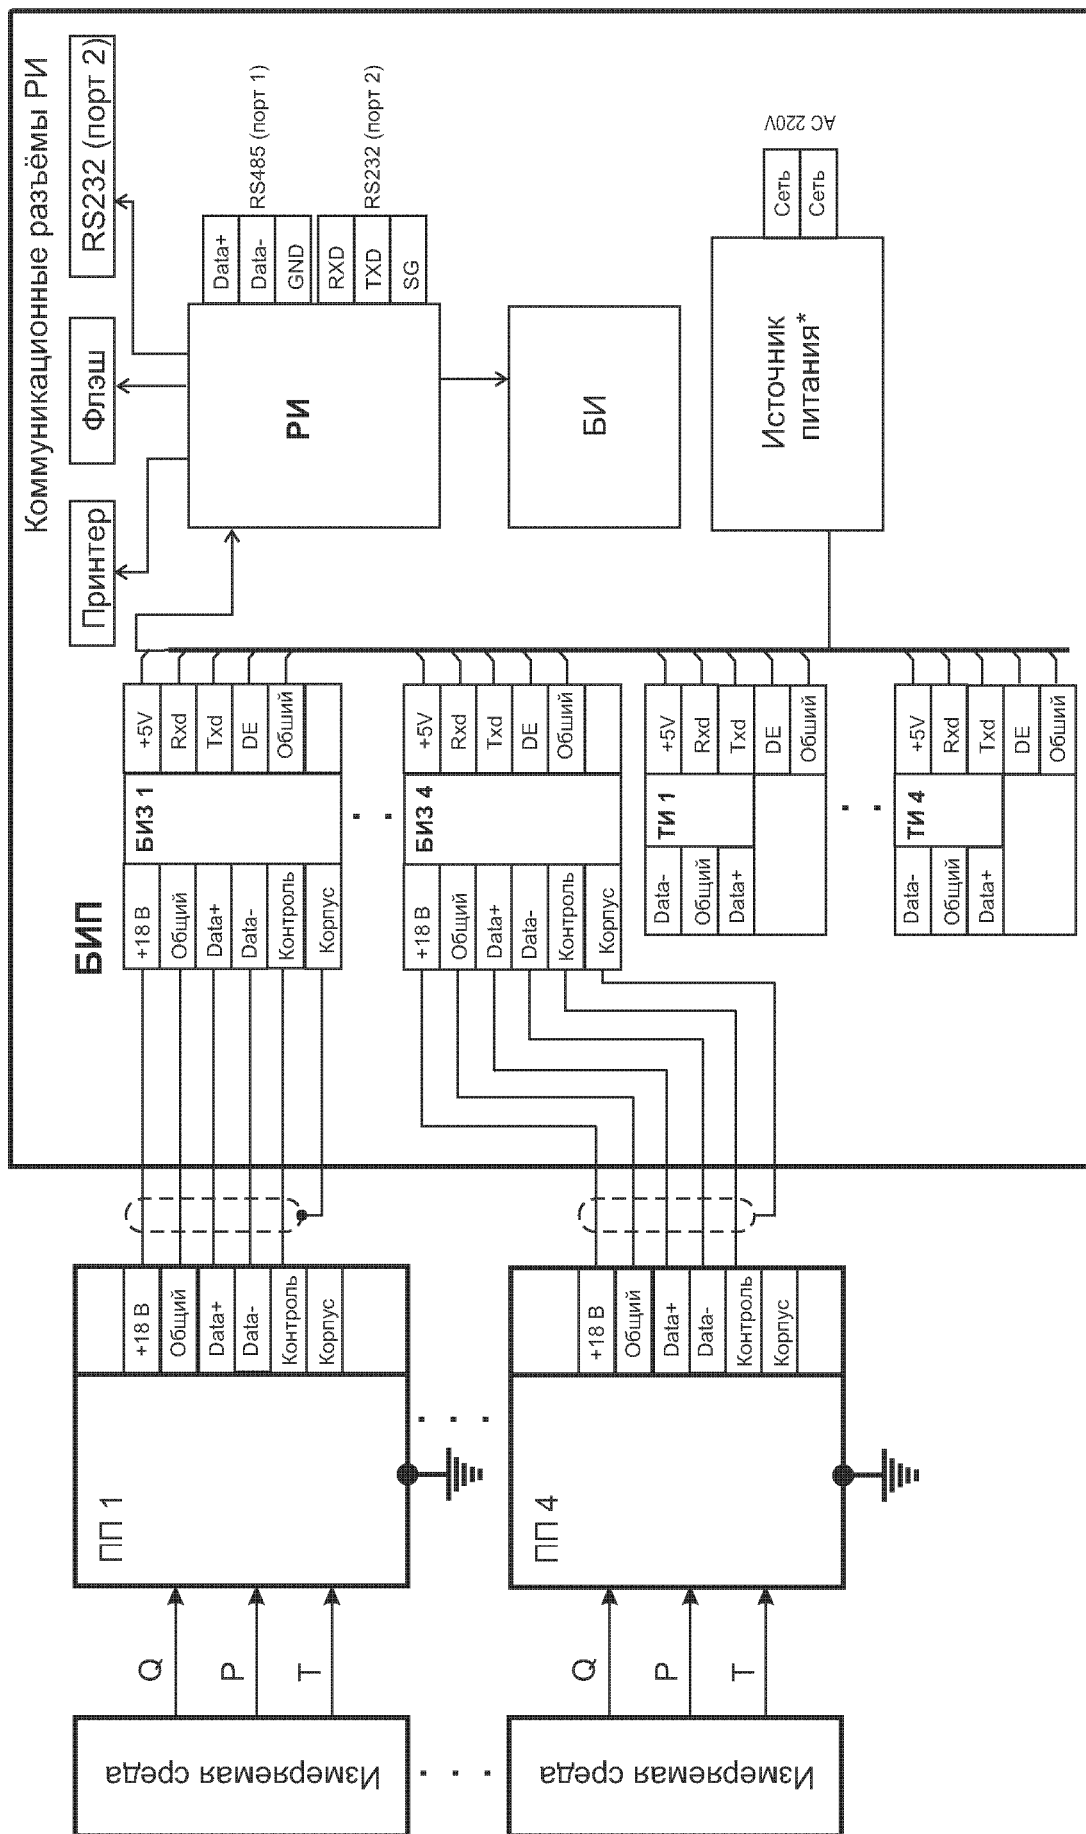 Коммуникационные разъёмы РИ
Принтер
Флэш
RS232 (порт 2)
РИ
Data+
Data-
GND
RXD
TXD
SG
RS485 (порт 1)
RS232 (порт 2)
БИ
Источник
питания*
Сеть
Сеть
AC 220V
БИП
+18 В
Общий
Data+
Data-
Контроль
Корпус
БИЗ 1
+5V
Rxd
Txd
DE
Обший
+18 В
Общий
Data+
Data-
Контроль
Корпус
БИЗ 4
+5V
Rxd
Txd
DE
Обший
Data-
Общий
Data+
ТИ 1
+5V
Rxd
Txd
DE
Обший
Data-
Общий
Data+
ТИ 4
+5V
Rxd
Txd
DE
Обший
ПП 1
+18 В
Общий
Data+
Data-
Контроль
Корпус
ПП 4
+18 В
Общий
Data+
Data-
Контроль
Корпус
Измеряемая среда
Q
P
T
Измеряемая среда
Q
P
T